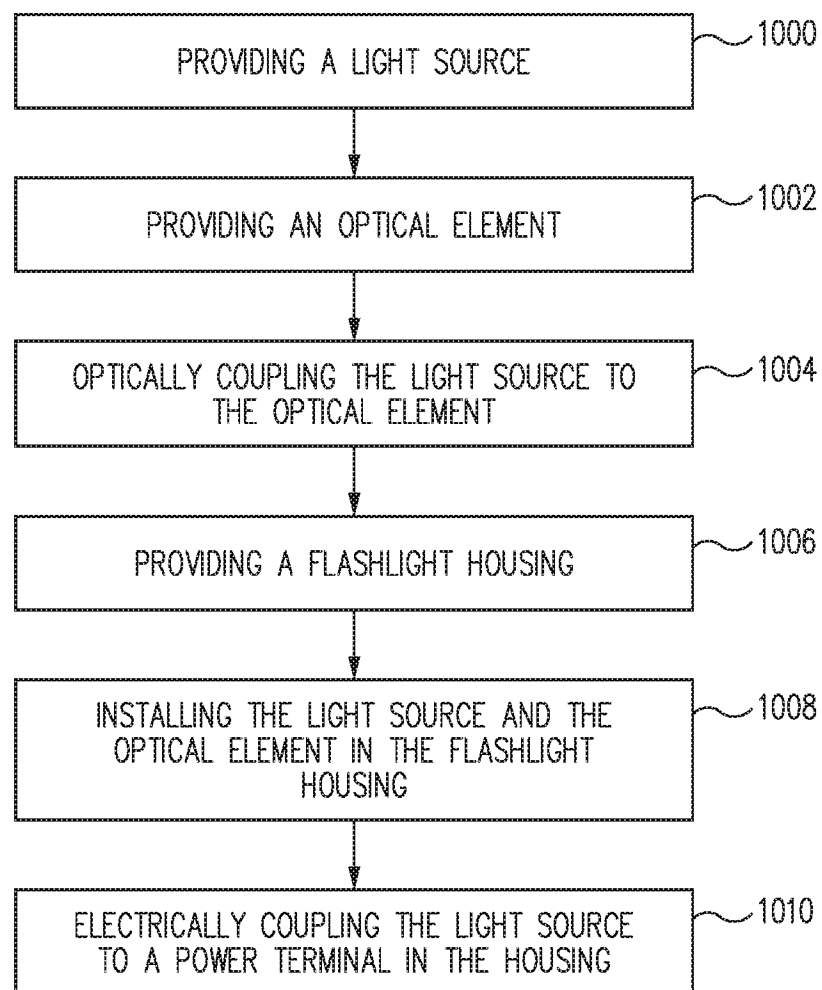 PROVIDING A LIGHT SOURCE
1000
PROVIDING AN OPTICAL ELEMENT
1002
OPTICALLY COUPLING THE LIGHT SOURCE TO
THE OPTICAL ELEMENT
1004
PROVIDING A FLASHLIGHT HOUSING
1006
INSTALLING THE LIGHT SOURCE AND THE
OPTICAL ELEMENT IN THE FLASHLIGHT
HOUSING
1008
ELECTRICALLY COUPLING THE LIGHT SOURCE
TO A POWER TERMINAL IN THE HOUSING
1010